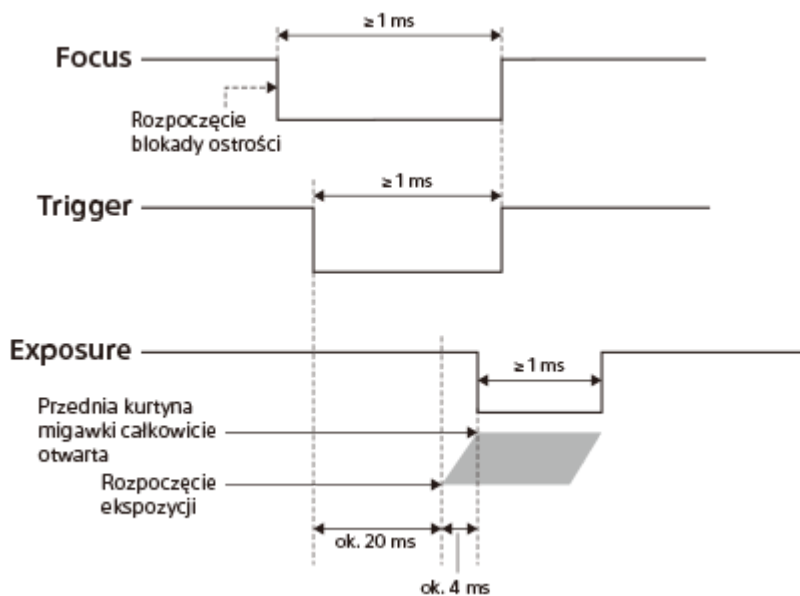 ≥1 ms
Focus
Rozpoczęcie
blokady ostrości
≥1 ms
Trigger
Exposure
≥1 ms
Przednia kurtyna
migawki całkowicie
otwarta
Rozpoczęcie
ekspozycji
ok. 20 ms
ok. 4 ms